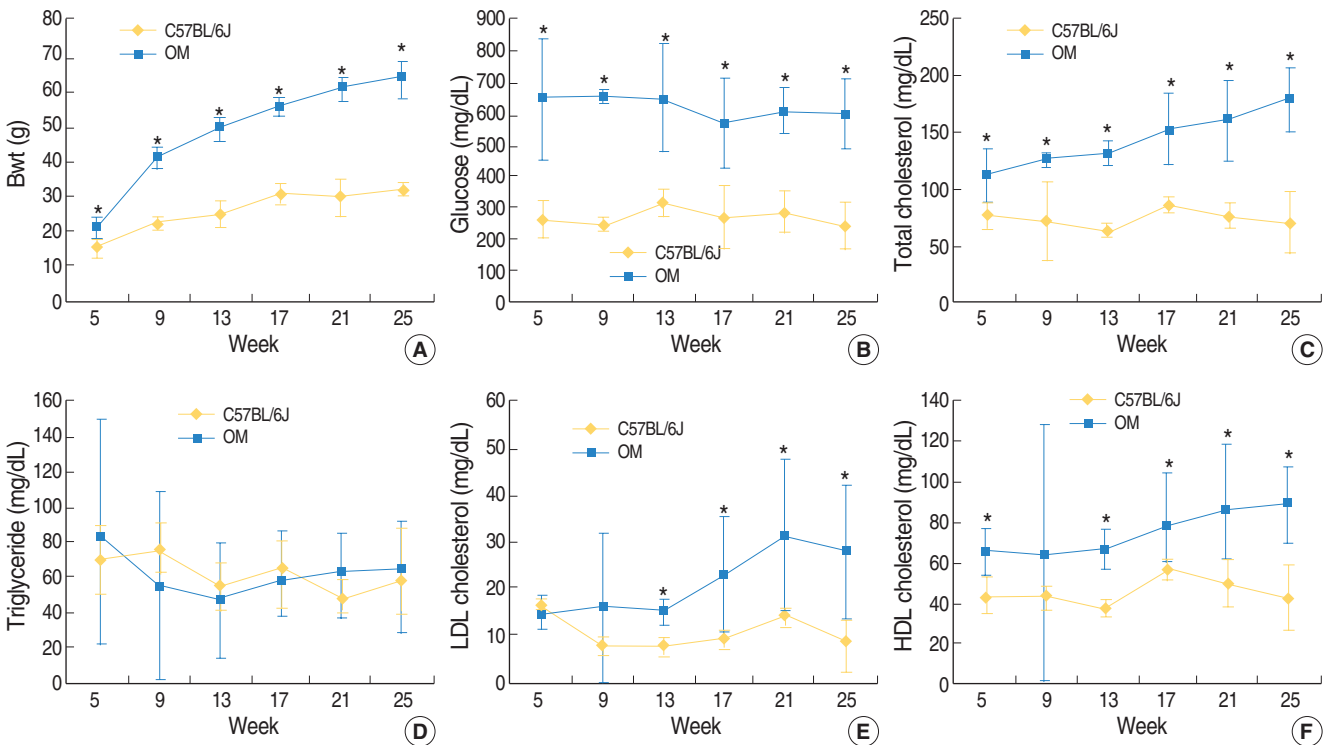 Bwt (g)
80
70
60
50
40
30
20
10
0
C57BL/6J
OM
* * * * * *
5 9 13 17 21 25
Week
A
Glucose (mg/dL)
900
800
700
600
500
400
300
200
100
0
* * * * * *
C57BL/6J
OM
5 9 13 17 21 25
Week
B
Total cholesterol (mg/dL)
250
200
150
100
50
0
C57BL/6J
OM
* * * * * *
5 9 13 17 21 25
Week
C
Triglyceride (mg/dL)
160
140
120
100
80
60
40
20
0
C57BL/6J
OM
5 9 13 17 21 25
Week
D
LDL cholesterol (mg/dL)
60
50
40
30
20
10
0
C57BL/6J
OM
* * * *
5 9 13 17 21 25
Week
E
HDL cholesterol (mg/dL)
140
120
100
80
60
40
20
0
C57BL/6J
OM
* * * * *
5 9 13 17 21 25
Week
F